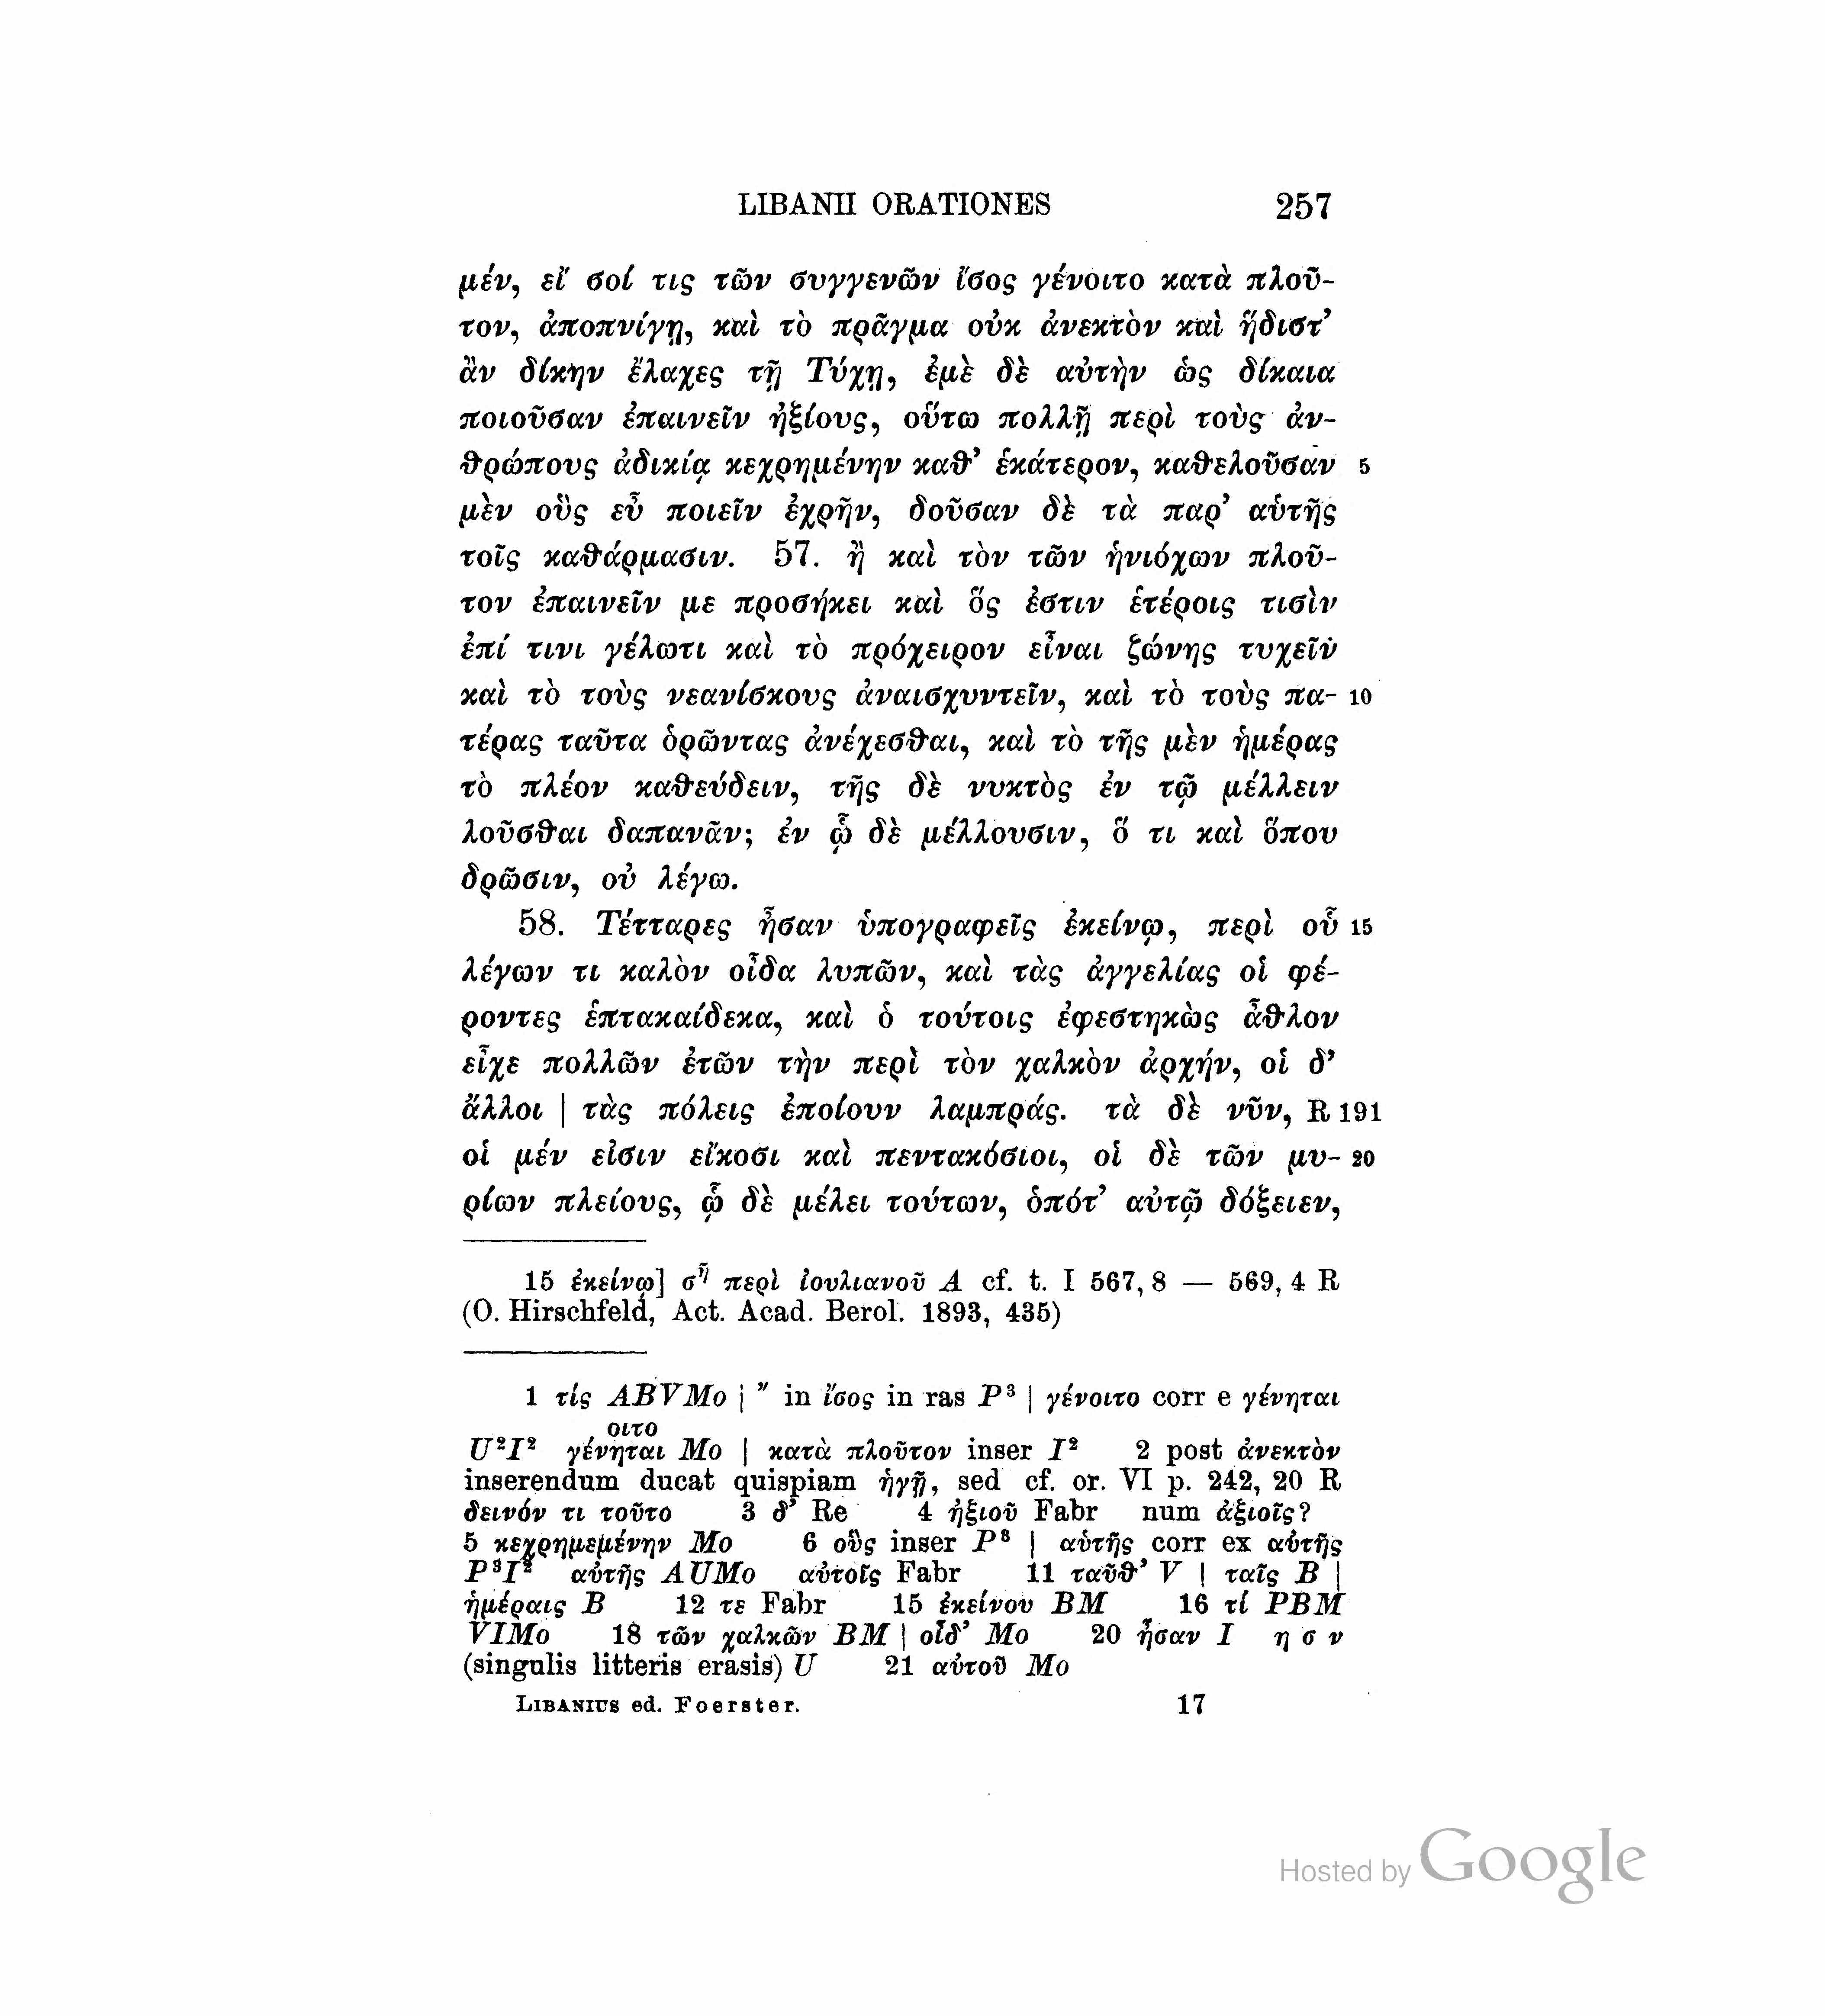 LIBANII ORATIONES 257
μέν, εἴ σοί τις τῶν συγγενῶν ἴσος γένοιτο κατὰ πλοῦ-
τον, ἀποπνίγῃ, καὶ τὸ πρᾶγμα οὐκ ἀνεκτὸν καὶ ἥδιστ’
ἂν δίκην ἔλαχες τῇ Τύχῃ, ἐμὲ δὲ αὐτὴν ὡς δίκαια
ποιοῦσαν ἐπαινεῖν ἠξίους, οὕτω πολλῇ περὶ τοὺς ἀν-
θρώπους ἀδικίᾳ κεχρημένην καθ’ ἑκάτερον, καθελοῦσαν 5
μὲν οὓς εὖ ποιεῖν ἐχρῆν, δοῦσαν δὲ τὰ παρ’ αὑτῆς
τοῖς καθάρμασιν. 57. ἢ καὶ τὸν τῶν ἡνιόχων πλοῦ-
τον ἐπαινεῖν με προσήκει καὶ ὅς ἐστιν ἑτέροις τισὶν
ἐπί τινι γέλωτι καὶ τὸ πρόχειρον εἶναι ζώνης τυχεῖν
καὶ τὸ τοὺς νεανίσκους ἀναισχυντεῖν, καὶ τὸ τοὺς πα- 10
τέρας ταῦτα ὁρῶντας ἀνέχεσθαι, καὶ τὸ τῆς μὲν ἡμέρας
τὸ πλέον καθεύδειν, τῆς δὲ νυκτὸς ἐν τῷ μέλλειν
λοῦσθαι δαπανᾶν; ἐν ᾧ δὲ μέλλουσιν, ὅ τι καὶ ὅπου
δρῶσιν, οὐ λέγω.
58. Τέτταρες ἦσαν ὑπογραφεῖς ἐκείνῳ, περὶ οὗ 15
λέγων τι καλὸν οἶδα λυπῶν, καὶ τὰς ἀγγελίας οἱ φέ-
ροντες ἑπτακαίδεκα, καὶ ὁ τούτοις ἐφεστηκὼς ἆθλον
εἶχε πολλῶν ἐτῶν τὴν περὶ τὸν χαλκὸν ἀρχήν, οἱ δ’
ἄλλοι | τὰς πόλεις ἐποίουν λαμπράς. τὰ δὲ νῦν, R 191
οἱ μέν εἰσιν εἴκοσι καὶ πεντακόσιοι, οἱ δὲ τῶν μυ- 20
ρίων πλείους, ᾧ δὲ μέλει τούτων, ὁπότ’ αὐτῷ δόξειεν,
15 ἐκείνῳ] σῆ περὶ ἰουλιανοῦ A cf. t. I 567, 8 — 569, 4 R
(O. Hirschfeld, Act. Acad. Berol. 1893, 435)
1 τίς ABVMo | ῎ in ἴσος in ras P³ | γένοιτο corr e γένηται
οιτο
U²I² γένηται Mo | κατὰ πλοῦτον inser I² 2 post ἀνεκτὸν
inserendum ducat quispiam ἡγῇ, sed cf. or. VI p. 242, 20 R
δεινόν τι τοῦτο 3 δ’ Re 4 ἠξιοῦ Fabr num ἀξιοῖς?
5 κεχρημεμένην Mo 6 οὓς inser P³ | αὑτῆς corr ex αὐτῆς
P³I² αὐτῆς AUMo αὐτοῖς Fabr 11 ταῦθ’ V | ταῖς B |
ἡμέραις B 12 τε Fabr 15 ἐκείνου BM 16 τί PBM
VIMo 18 τῶν χαλκῶν BM | οἶδ’ Mo 20 ἦσαν I η σ ν
(singulis litteris erasis) U 21 αὐτοῦ Mo
LIBANIUS ed. Foerster. 17
Hosted by Google